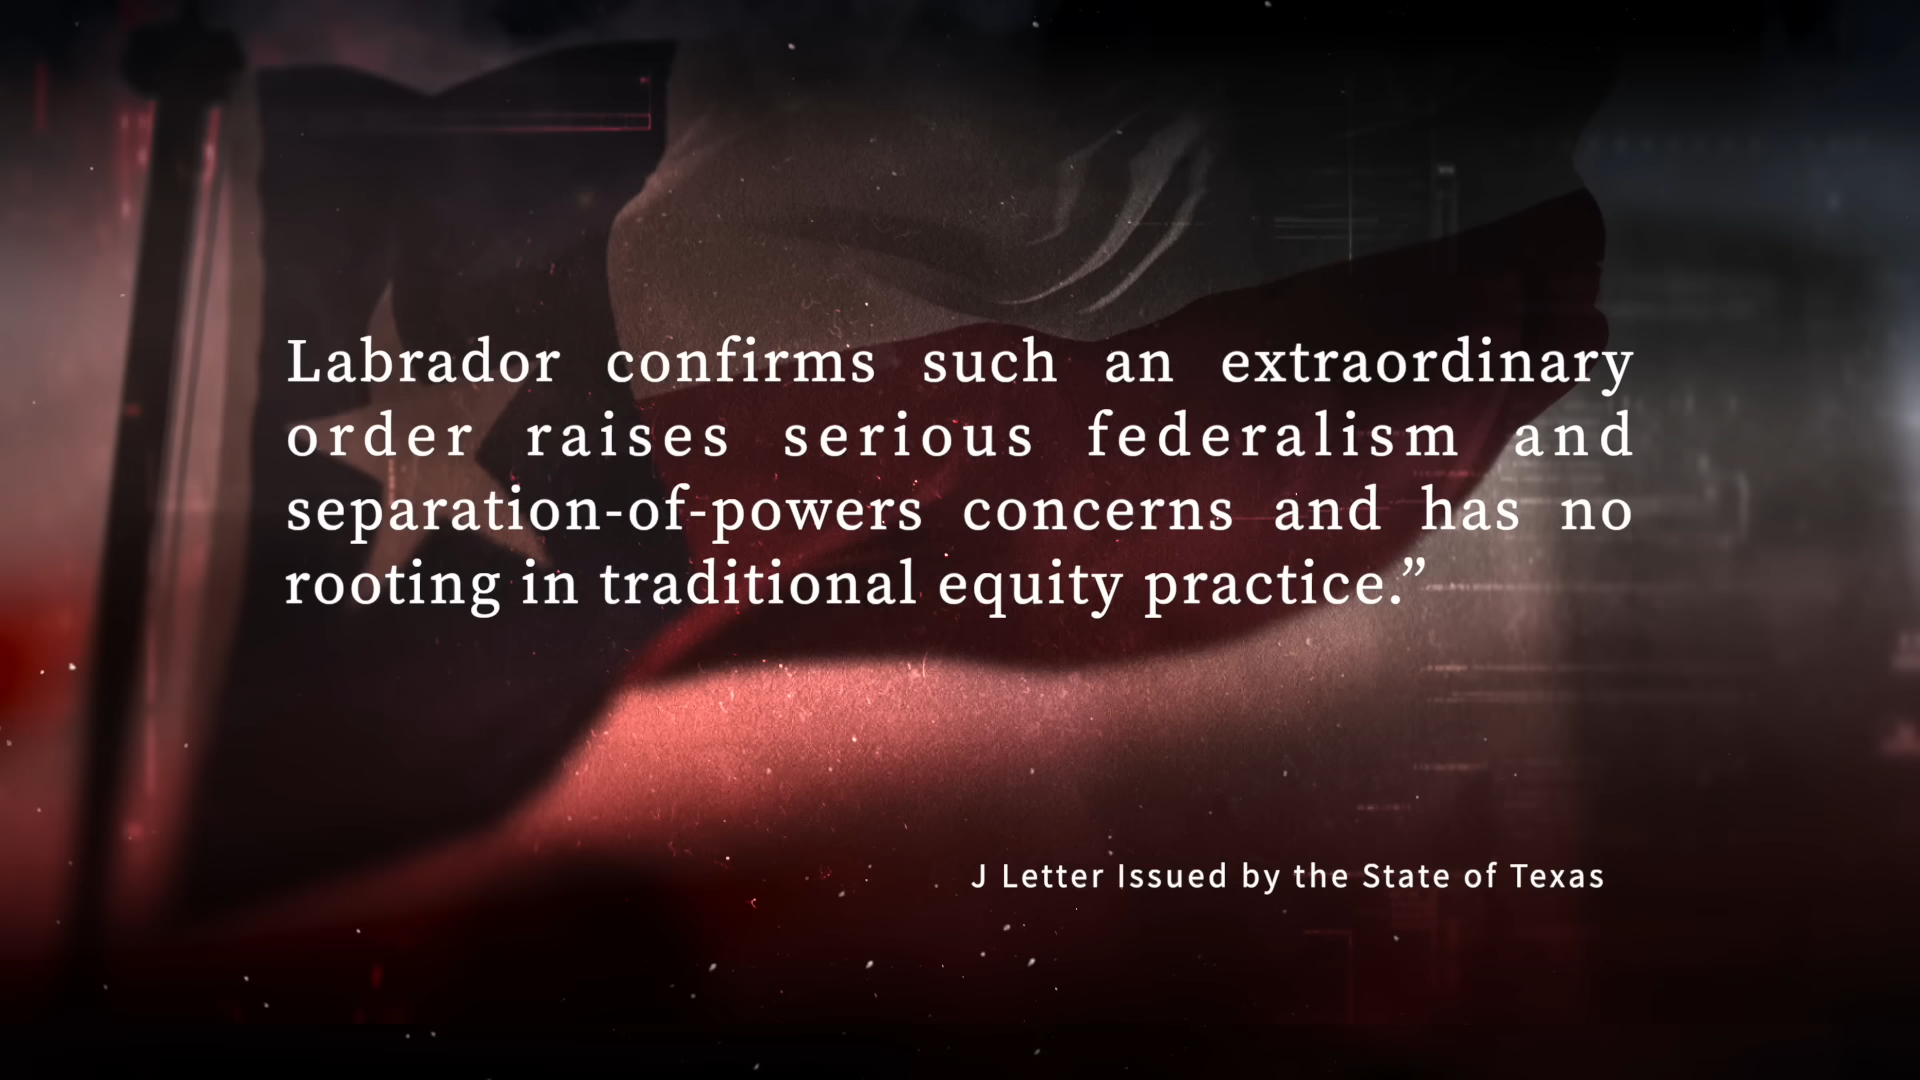 Labrador confirms such an extraordinary
order raises serious federalism and
separation-of-powers concerns and has no
rooting in traditional equity practice.”
J Letter Issued by the State of Texas